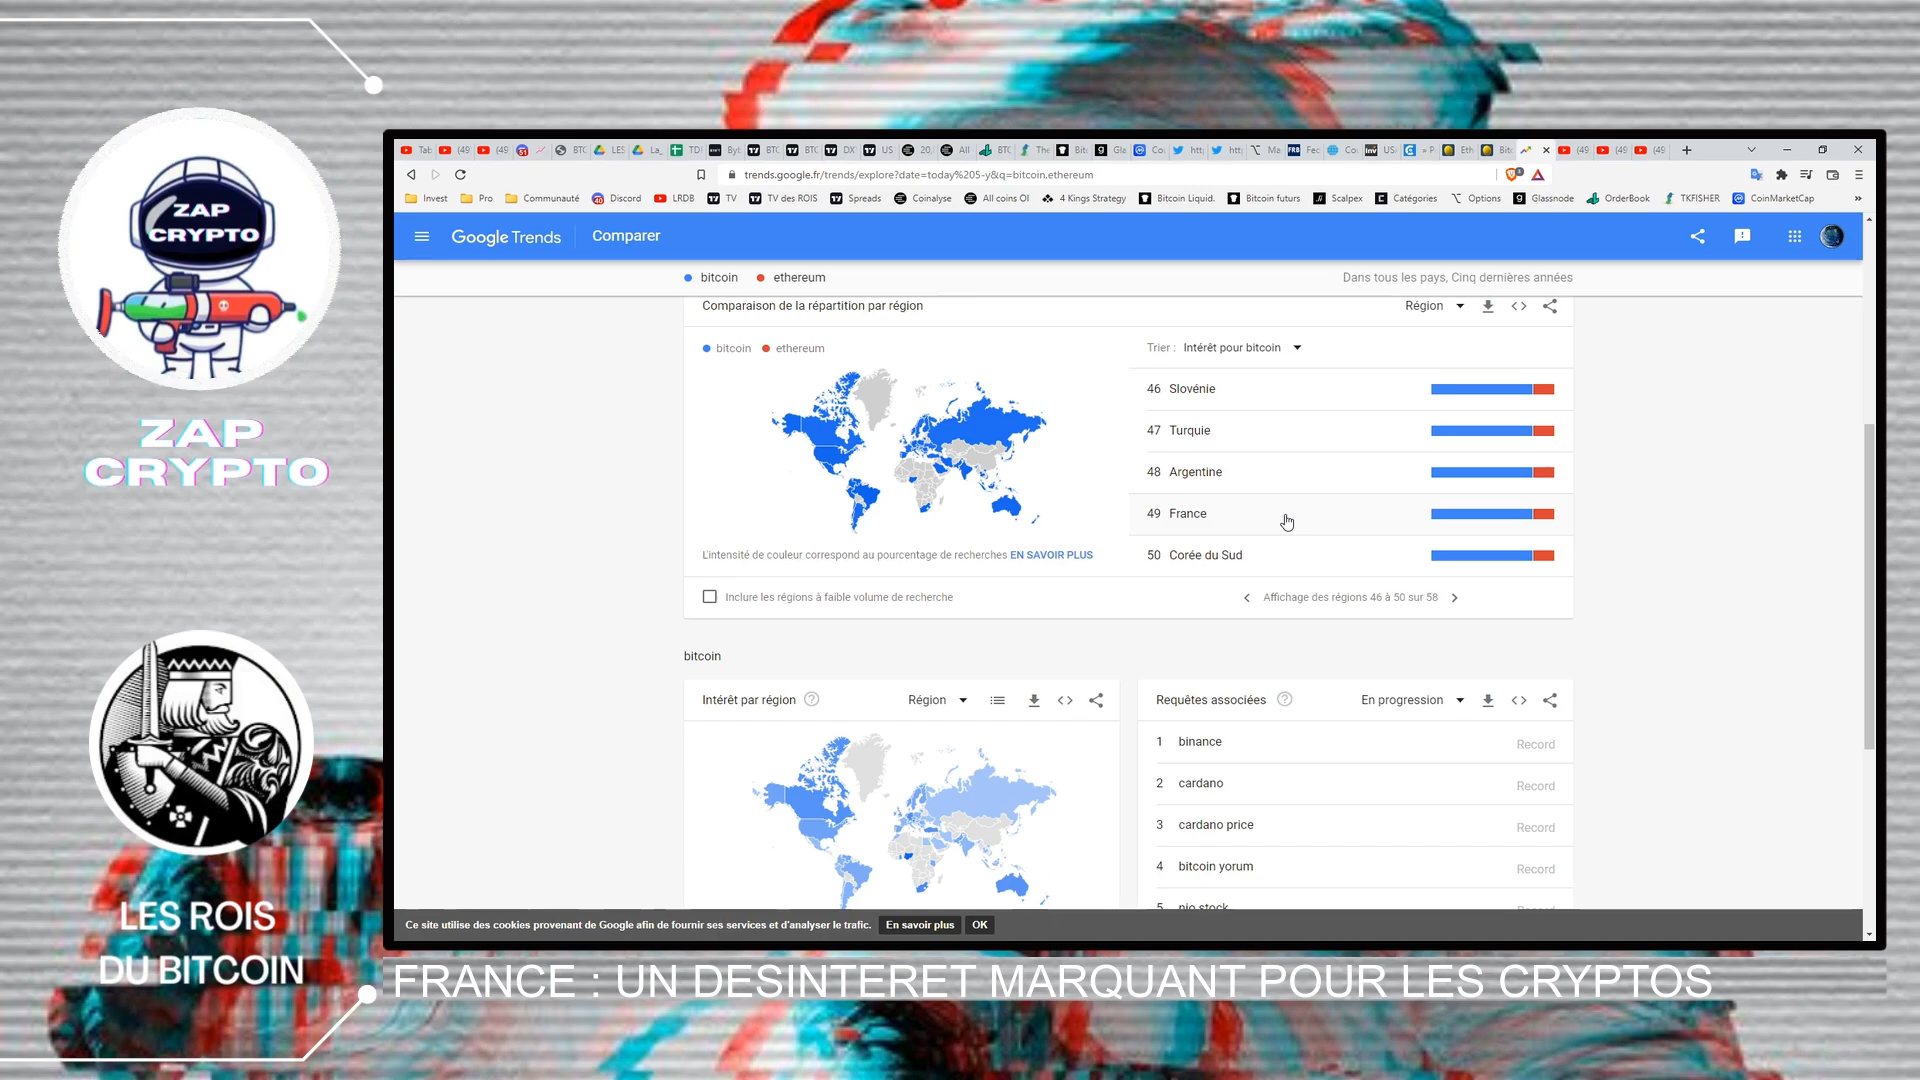 ZAP
CRYPTO
ZAP
CRYPTO
LES ROIS
DU BITCOIN
trends.google.fr/trends/explore?date=today%205-y&q=bitcoin,ethereum
Invest Pro Communauté Discord LRDB TV TV des ROIS Spreads Coinalyse All coins OI 4 Kings Strategy Bitcoin Liquid. Bitcoin futurs Scalpex Catégories Options Glassnode OrderBook TKFISHER CoinMarketCap »
Google Trends Comparer
bitcoin ethereum Dans tous les pays, Cinq dernières années
Comparaison de la répartition par région Région
bitcoin ethereum Trier : Intérêt pour bitcoin
46 Slovénie
47 Turquie
48 Argentine
49 France
50 Corée du Sud
L'intensité de couleur correspond au pourcentage de recherches EN SAVOIR PLUS
Inclure les régions à faible volume de recherche Affichage des régions 46 à 50 sur 58
bitcoin
Intérêt par région Région
Requêtes associées En progression
1 binance Record
2 cardano Record
3 cardano price Record
4 bitcoin yorum Record
5 nio stock
Ce site utilise des cookies provenant de Google afin de fournir ses services et d'analyser le trafic. En savoir plus OK
FRANCE : UN DESINTERET MARQUANT POUR LES CRYPTOS